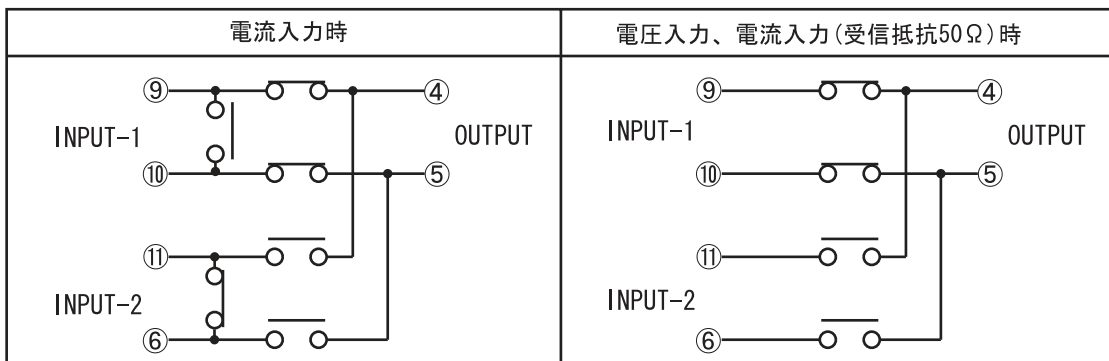 電流入力時
電圧入力、電流入力(受信抵抗50Ω)時
⑨ ④
INPUT-1 OUTPUT
⑩ ⑤
⑪
INPUT-2
⑥
⑨ ④
INPUT-1 OUTPUT
⑩ ⑤
⑪
INPUT-2
⑥